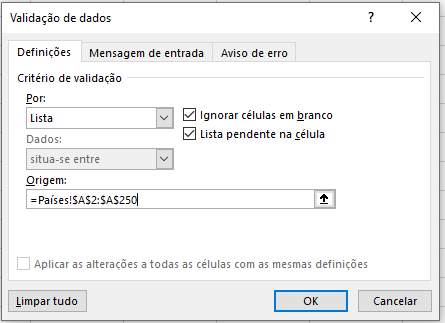 Validação de dados
?
Definições
Mensagem de entrada
Aviso de erro
Critério de validação
Por:
Lista
Ignorar células em branco
Dados:
Lista pendente na célula
situa-se entre
Origem:
=Países!$A$2:$A$250
Aplicar as alterações a todas as células com as mesmas definições
Limpar tudo
OK
Cancelar